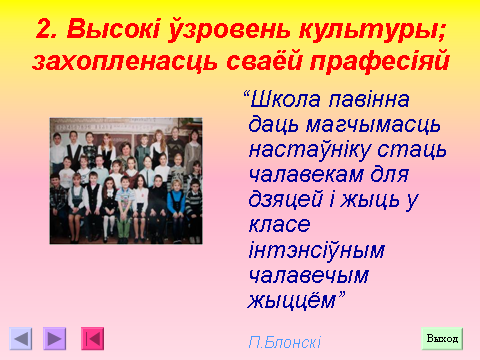 2. Высокі ўзровень культуры;
захопленасць сваёй прафесіяй
“Школа павінна
даць магчымасць
настаўніку стаць
чалавекам для
дзяцей і жыць у
класе
інтэнсіўным
чалавечым
жыццём”
П.Блонскі
Выход